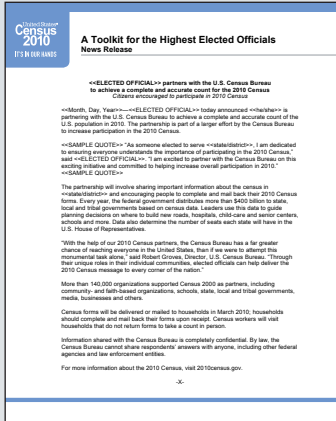 United States®
Census
2010
IT'S IN OUR HANDS
A Toolkit for the Highest Elected Officials
News Release
<<ELECTED OFFICIAL>> partners with the U.S. Census Bureau
to achieve a complete and accurate count for the 2010 Census
Citizens encouraged to participate in 2010 Census
<<Month, Day, Year>>—<<ELECTED OFFICIAL>> today announced <<he/she>> is
partnering with the U.S. Census Bureau to achieve a complete and accurate count of the
U.S. population in 2010. The partnership is part of a larger effort by the Census Bureau
to increase participation in the 2010 Census.
<<SAMPLE QUOTE>> "As someone elected to serve <<state/district>>, I am dedicated
to ensuring everyone understands the importance of participating in the 2010 Census,"
said <<ELECTED OFFICIAL>>. "I am excited to partner with the Census Bureau on this
exciting initiative and committed to helping increase overall participation in 2010."
<<SAMPLE QUOTE>>
The partnership will involve sharing important information about the census in
<<state/district>> and encouraging people to complete and mail back their 2010 Census
forms. Every year, the federal government distributes more than $400 billion to state,
local and tribal governments based on census data. Leaders use this data to guide
planning decisions on where to build new roads, hospitals, child-care and senior centers,
schools and more. Data also determine the number of seats each state will have in the
U.S. House of Representatives.
"With the help of our 2010 Census partners, the Census Bureau has a far greater
chance of reaching everyone in the United States, than if we were to attempt this
monumental task alone," said Robert Groves, Director, U.S. Census Bureau. "Through
their unique roles in their individual communities, elected officials can help deliver the
2010 Census message to every corner of the nation."
More than 140,000 organizations supported Census 2000 as partners, including
community- and faith-based organizations, schools, state, local and tribal governments,
media, businesses and others.
Census forms will be delivered or mailed to households in March 2010; households
should complete and mail back their forms upon receipt. Census workers will visit
households that do not return forms to take a count in person.
Information shared with the Census Bureau is completely confidential. By law, the
Census Bureau cannot share respondents' answers with anyone, including other federal
agencies and law enforcement entities.
For more information about the 2010 Census, visit 2010census.gov.
-X-